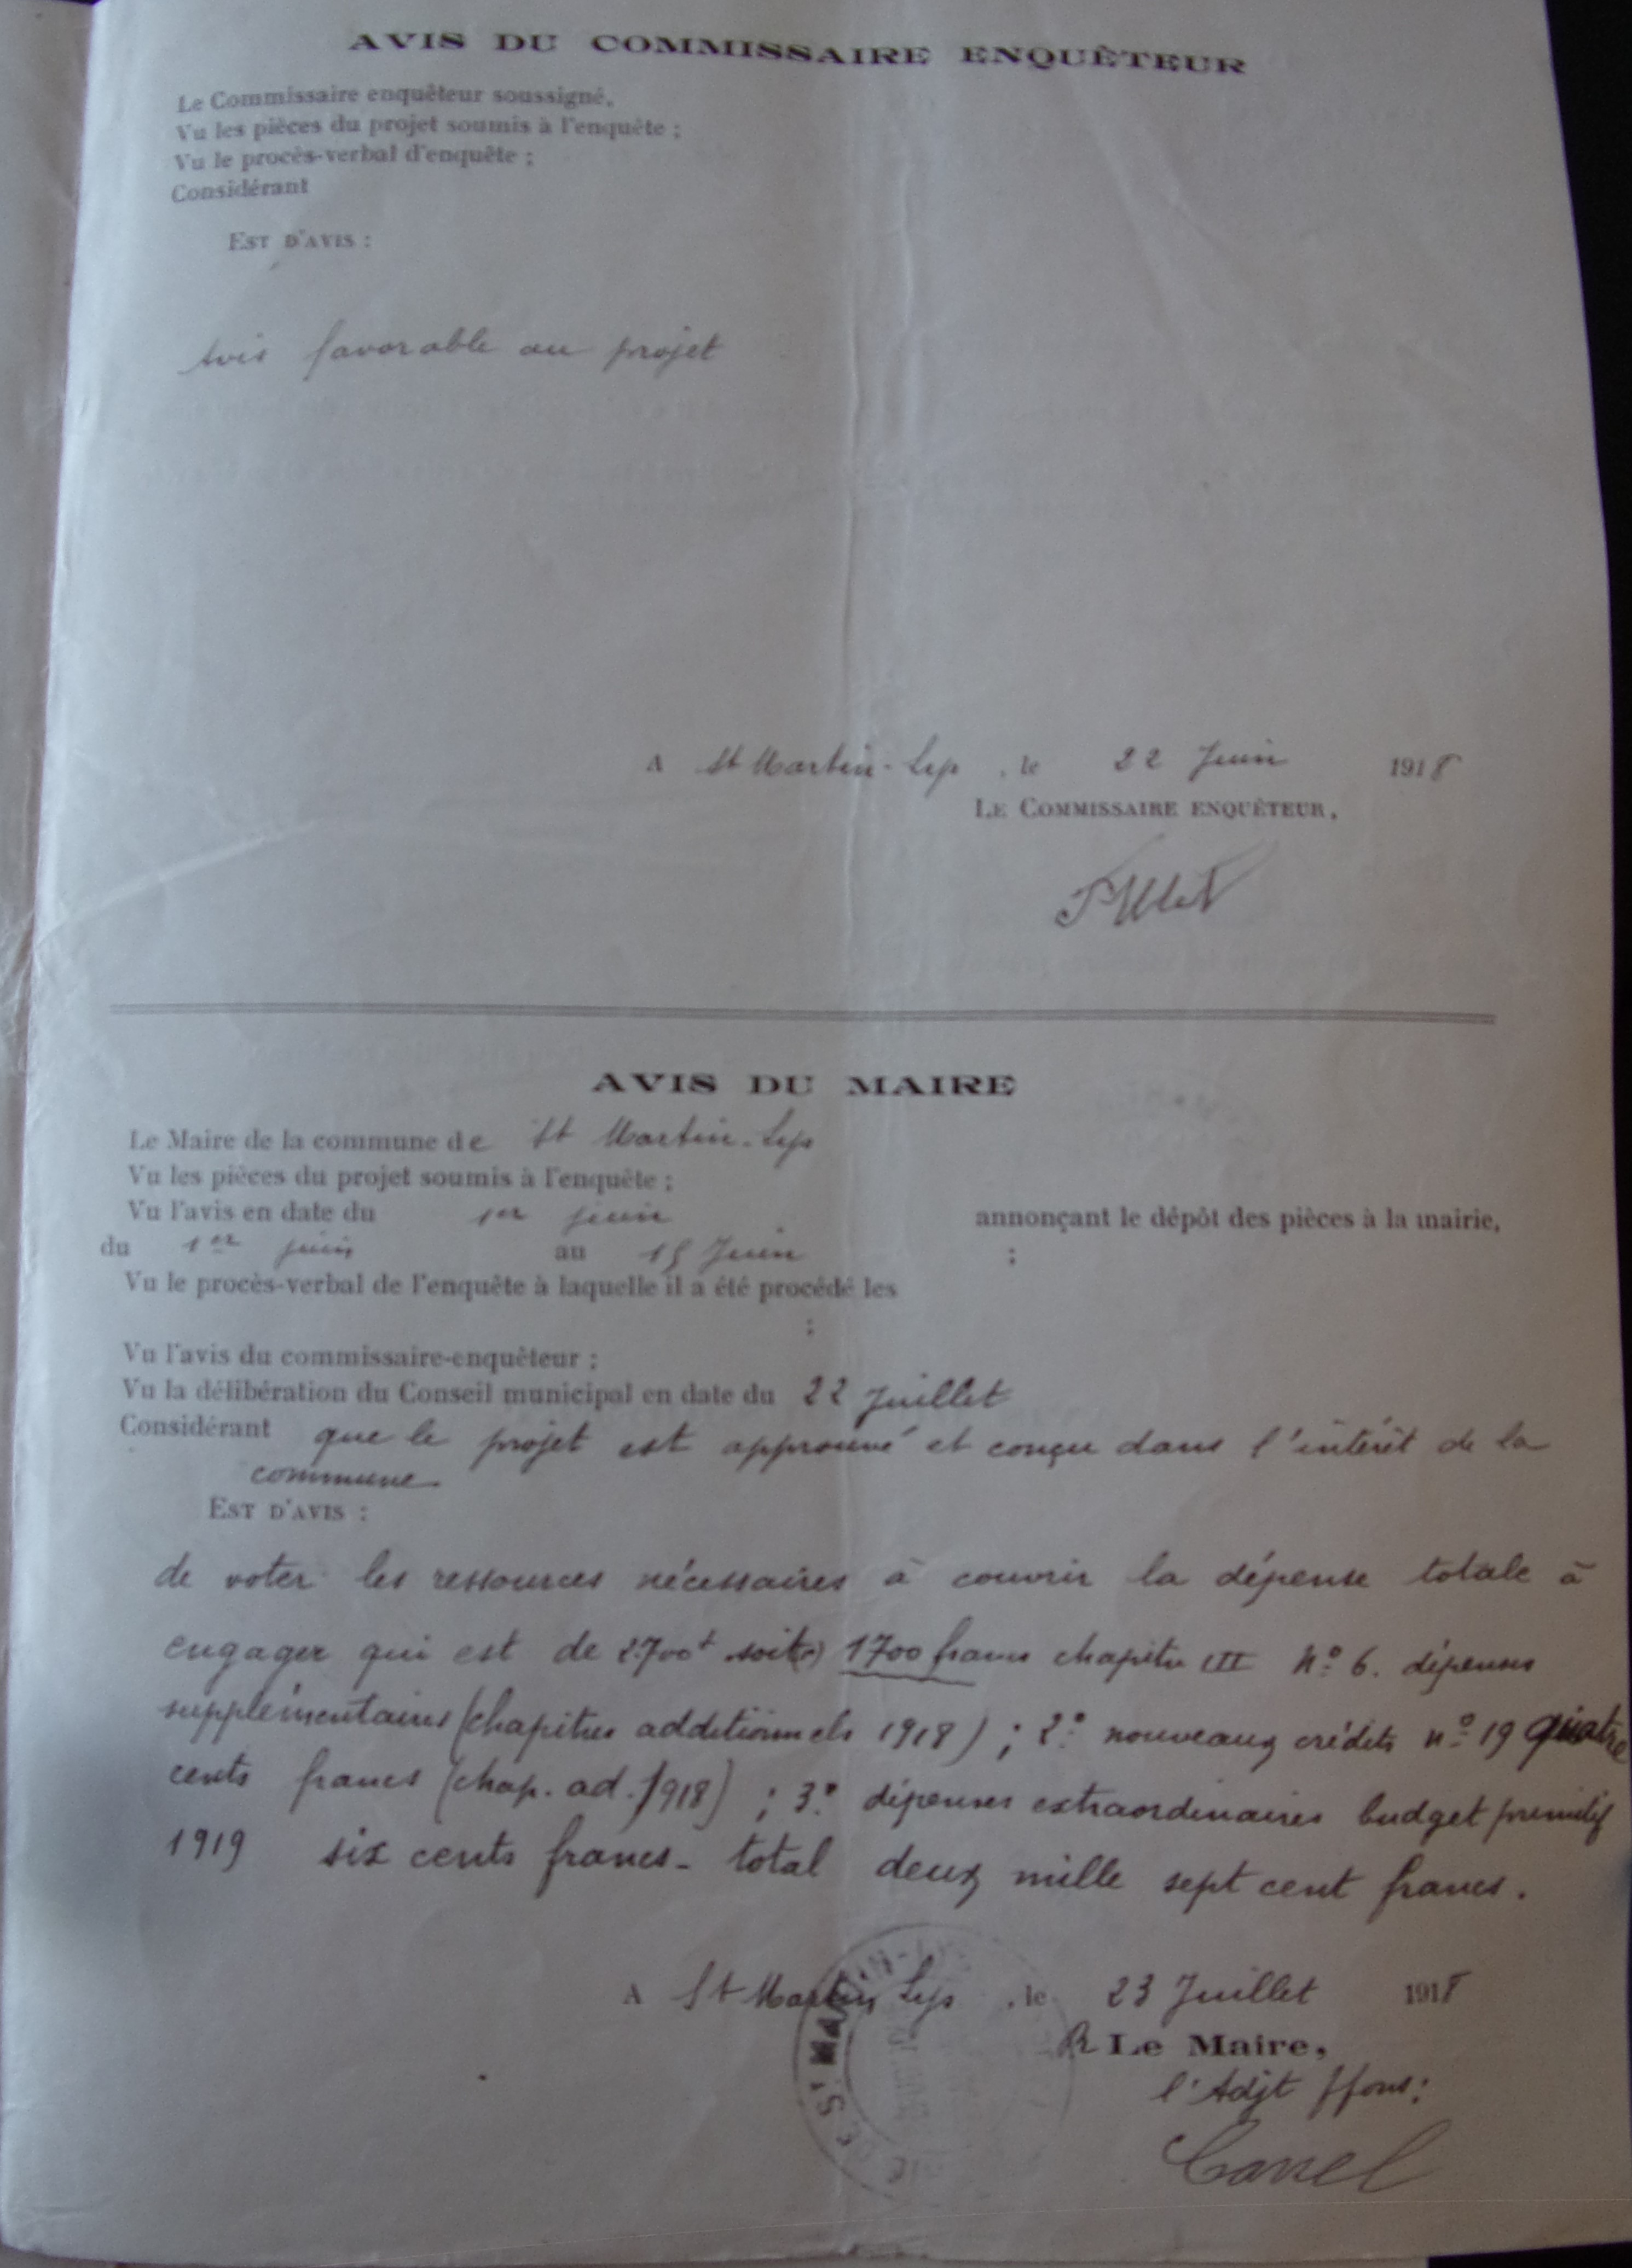 AVIS DU COMMISSAIRE ENQUÊTEUR
Le Commissaire enquêteur soussigné,
Vu les pièces du projet soumis à l'enquête ;
Vu le procès-verbal d'enquête ;
Considérant
EST D'AVIS :
Avis favorable au projet
A St Martin-Lys, le 22 Juin 1918
LE COMMISSAIRE ENQUÊTEUR,
AVIS DU MAIRE
Le Maire de la commune de St Martin-Lys
Vu les pièces du projet soumis à l'enquête ;
Vu l'avis en date du 1er juin annonçant le dépôt des pièces à la mairie,
du 1er juin au 15 Juin ;
Vu le procès-verbal de l'enquête à laquelle il a été procédé les
;
Vu l'avis du commissaire-enquêteur ;
Vu la délibération du Conseil municipal en date du 22 Juillet
Considérant que le projet est approuvé et conçu dans l'intérêt de la
commune
EST D'AVIS :
de voter les ressources nécessaires à couvrir la dépense totale à
engager qui est de 2700f soit 1700 francs chapitre III No 6. dépenses
supplémentaires (chapitres additionnels 1918) ; 2o nouveaux crédits no 19 quatre
cents francs (chap. ad. 1918) ; 3o dépenses extraordinaires budget primitif
1919 six cents francs - total deux mille sept cent francs.
A St Martin Lys, le 23 Juillet 1918
Le Maire,
l'Adjt ffons:
ST MARTIN-